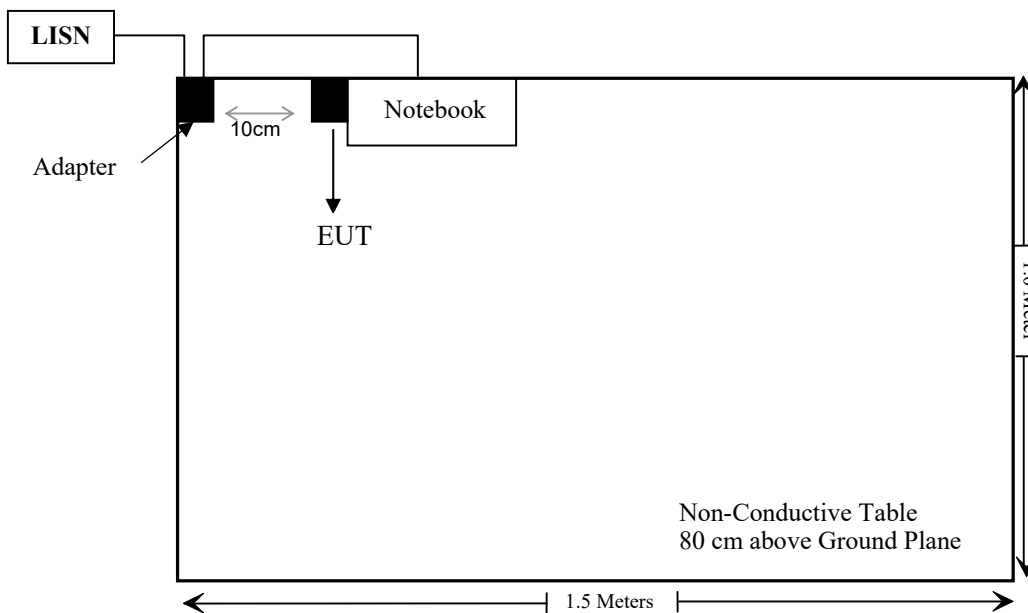 LISN
Notebook
10cm
Adapter
EUT
Non-Conductive Table
80 cm above Ground Plane
1.5 Meters